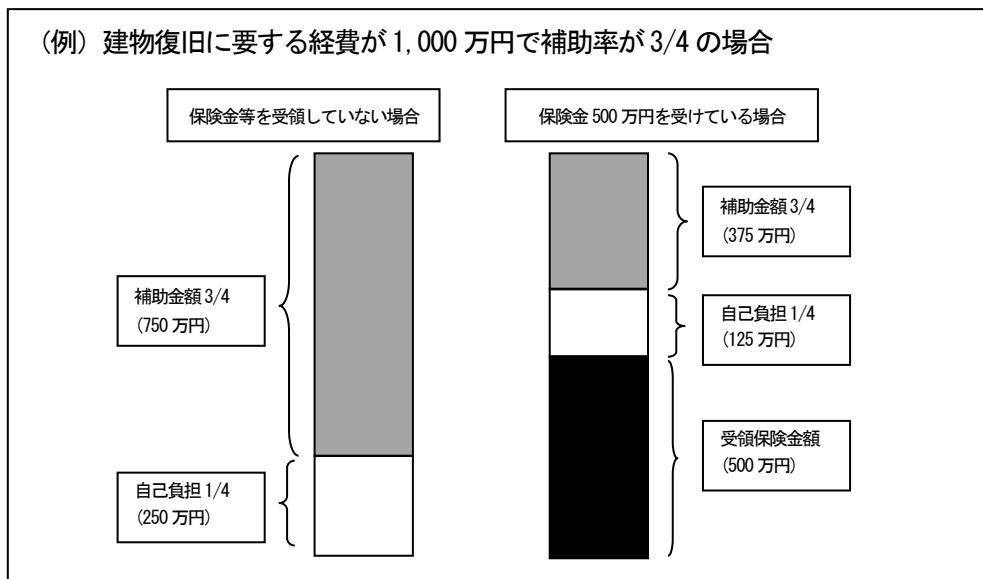 （例）建物復旧に要する経費が1,000万円で補助率が3/4の場合
保険金等を受領していない場合
補助金額3/4
（750万円）
自己負担1/4
（250万円）
保険金500万円を受けている場合
補助金額3/4
（375万円）
自己負担1/4
（125万円）
受領保険金額
（500万円）